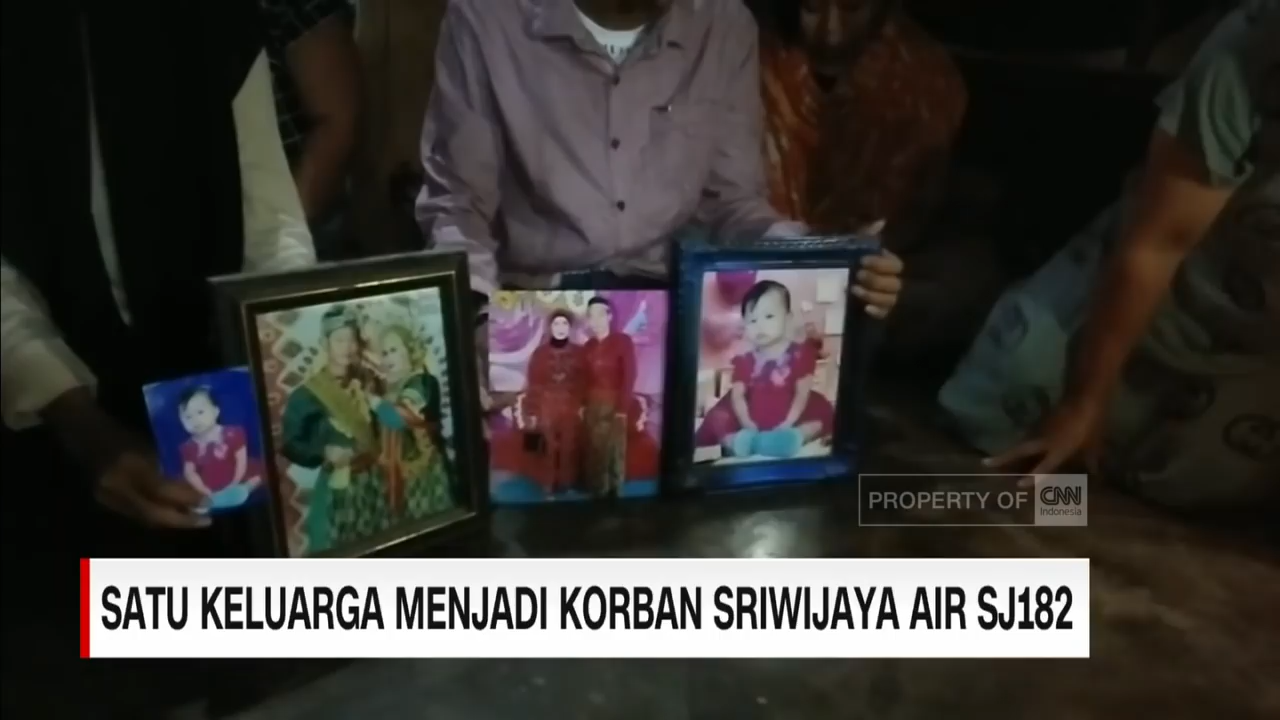 PROPERTY OF CNN Indonesia
SATU KELUARGA MENJADI KORBAN SRIWIJAYA AIR SJ182